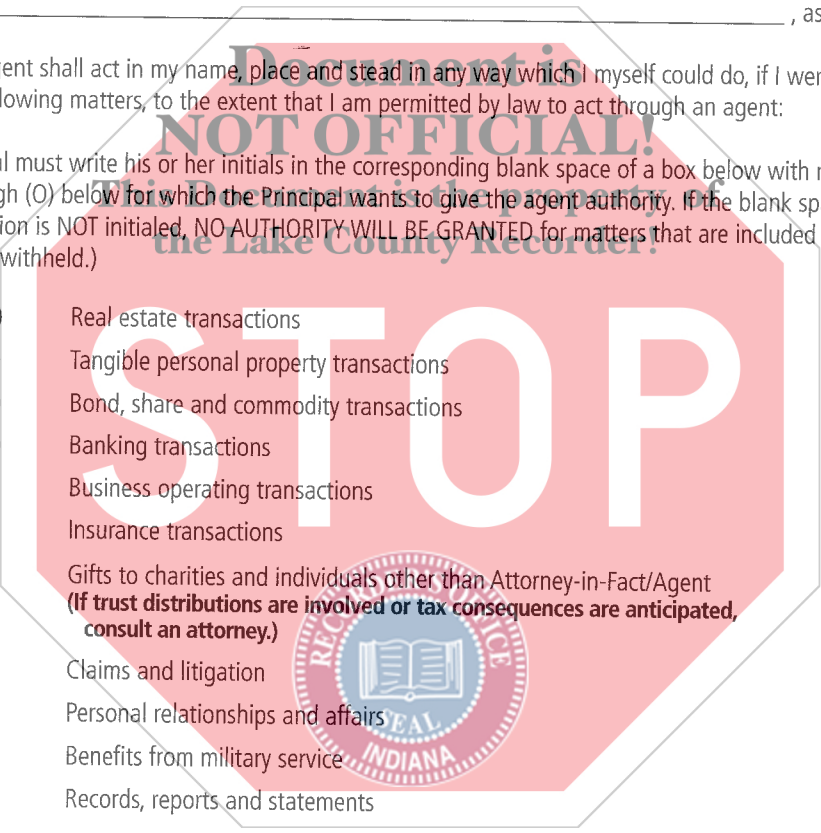 , as
ent shall act in my name, place and stead in any way which I myself could do, if I wer
lowing matters, to the extent that I am permitted by law to act through an agent:
l must write his or her initials in the corresponding blank space of a box below with
gh (O) below for which the Principal wants to give the agent authority. If the blank sp
ion is NOT initialed, NO AUTHORITY WILL BE GRANTED for matters that are included
withheld.)
Real estate transactions
Tangible personal property transactions
Bond, share and commodity transactions
Banking transactions
Business operating transactions
Insurance transactions
Gifts to charities and individuals other than Attorney-in-Fact/Agent
(If trust distributions are involved or tax consequences are anticipated,
consult an attorney.)
Claims and litigation
Personal relationships and affairs
Benefits from military service
Records, reports and statements
Document is
NOT OFFICIAL!
This Document is the property of
the Lake County Recorder!
STOP
RECORDER'S OFFICE
SEAL
INDIANA